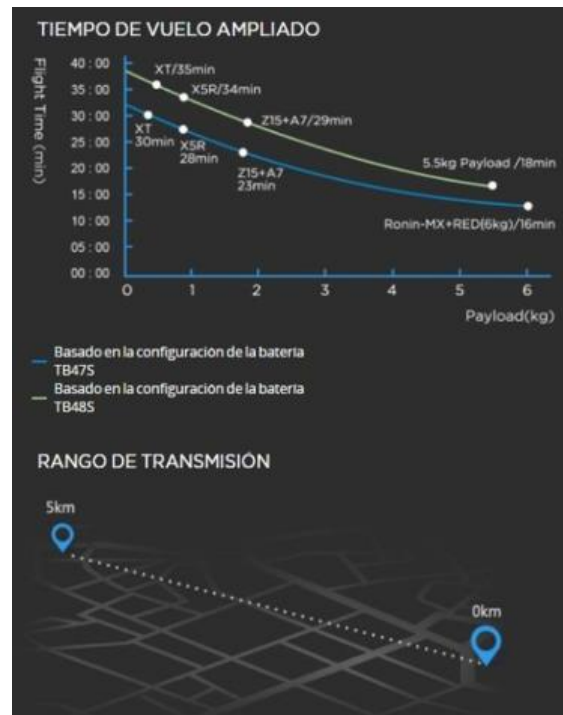 TIEMPO DE VUELO AMPLIADO
Flight Time (min)
40 : 00
35 : 00
30 : 00
25 : 00
20 : 00
15 : 00
10 : 00
05 : 00
00 : 00
XT/35min
X5R/34min
Z15+A7/29min
5.5kg Payload /18min
XT
30min
X5R
28min
Z15+A7
23min
Ronin-MX+RED(6kg)/16min
0 1 2 3 4 5 6
Payload(kg)
Basado en la configuración de la bateria
TB47S
Basado en la configuración de la bateria
TB48S
RANGO DE TRANSMISIÓN
5km
0km